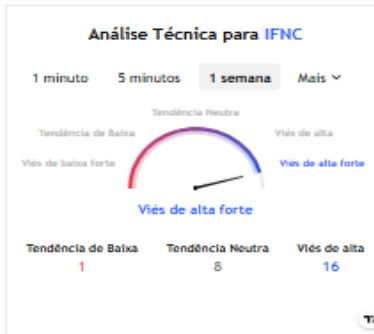 Análise Técnica para IFNC
1 minuto 5 minutos 1 semana Mais
Tendência Neutra
Tendência de Baixa Viés de alta
Viés de baixa forte Viés de alta forte
Viés de alta forte
Tendência de Baixa Tendência Neutra Viés de alta
1 8 16